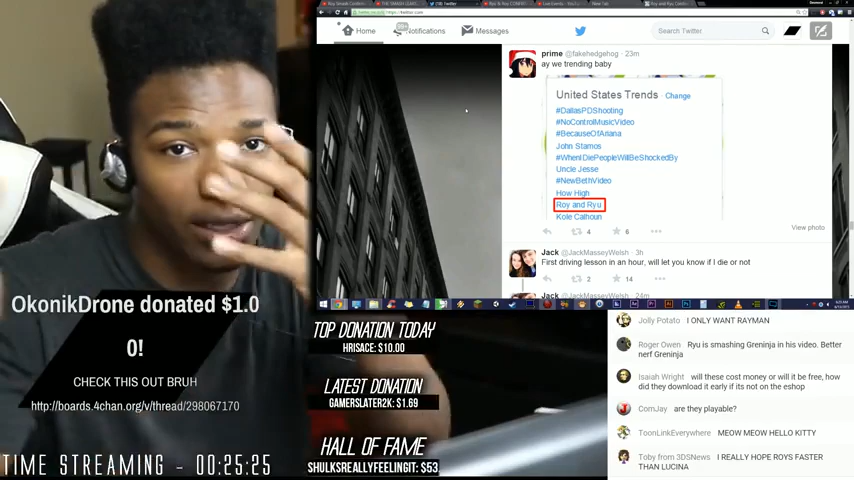 Home
Notifications
Messages
Search Twitter
prime @fakehedgehog · 23m
ay we trending baby
United States Trends · Change
#DallasPDShooting
#NoControlMusicVideo
#BecauseOfAriana
John Stamos
#WhenIDiePeopleWillBeShockedBy
Uncle Jesse
#NewBethVideo
How High
Roy and Ryu
Kole Calhoun
4 6
View photo
Jack @JackMasseyWelsh · 3h
First driving lesson in an hour, will let you know if I die or not
2 14
Jack @JackMasseyWelsh · 24m
OkonikDrone donated $1.0
0!
CHECK THIS OUT BRUH
http://boards.4chan.org/v/thread/298067170
TIME STREAMING - 00:25:25
TOP DONATION TODAY
HRISACE: $10.00
LATEST DONATION
GAMERSLATER2K: $1.69
HALL OF FAME
SHULKSREALLYFEELINGIT: $53
Jolly Potato I ONLY WANT RAYMAN
Roger Owen Ryu is smashing Greninja in his video. Better
nerf Greninja
Isaiah Wright will these cost money or will it be free, how
did they download it early if its not on the eshop
ComJay are they playable?
ToonLinkEverywhere MEOW MEOW HELLO KITTY
Toby from 3DSNews I REALLY HOPE ROYS FASTER
THAN LUCINA